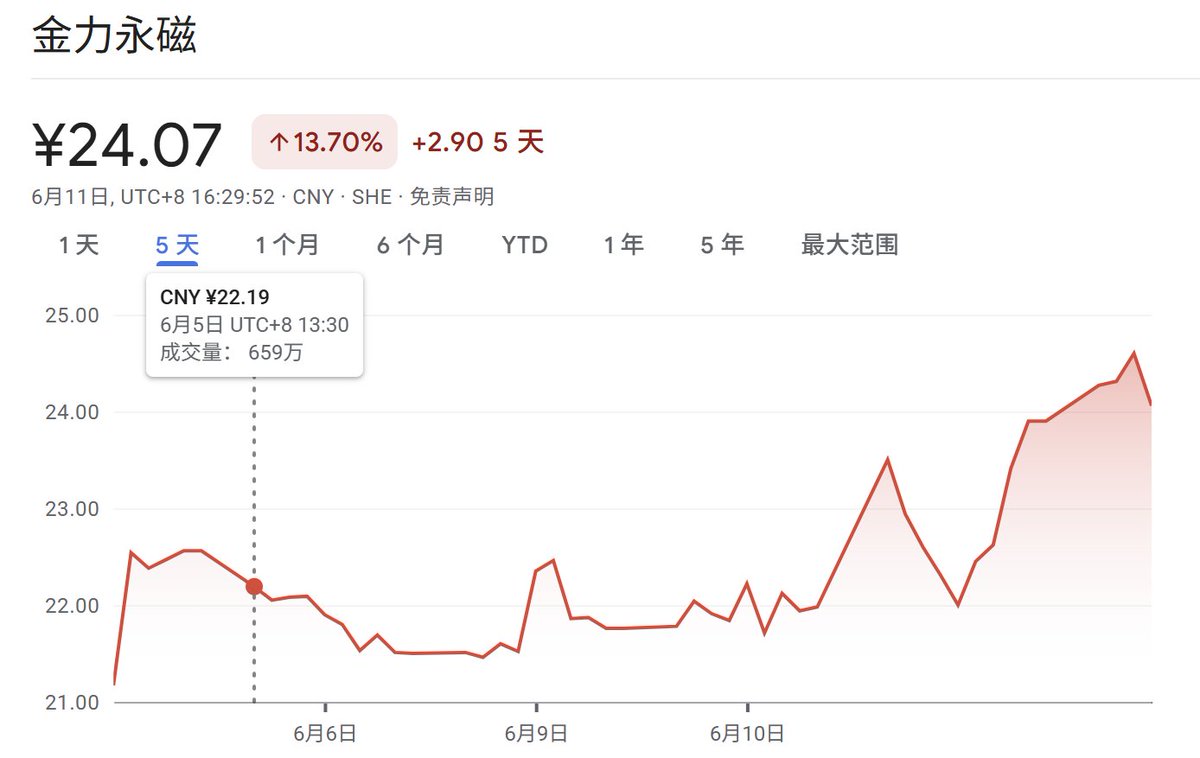 金力永磁
¥24.07 ↑13.70% +2.90 5 天
6月11日, UTC+8 16:29:52 · CNY · SHE · 免责声明
1 天 5 天 1 个月 6 个月 YTD 1 年 5 年 最大范围
CNY ¥22.19
6月5日 UTC+8 13:30
成交量： 659万
25.00
24.00
23.00
22.00
21.00
6月6日 6月9日 6月10日